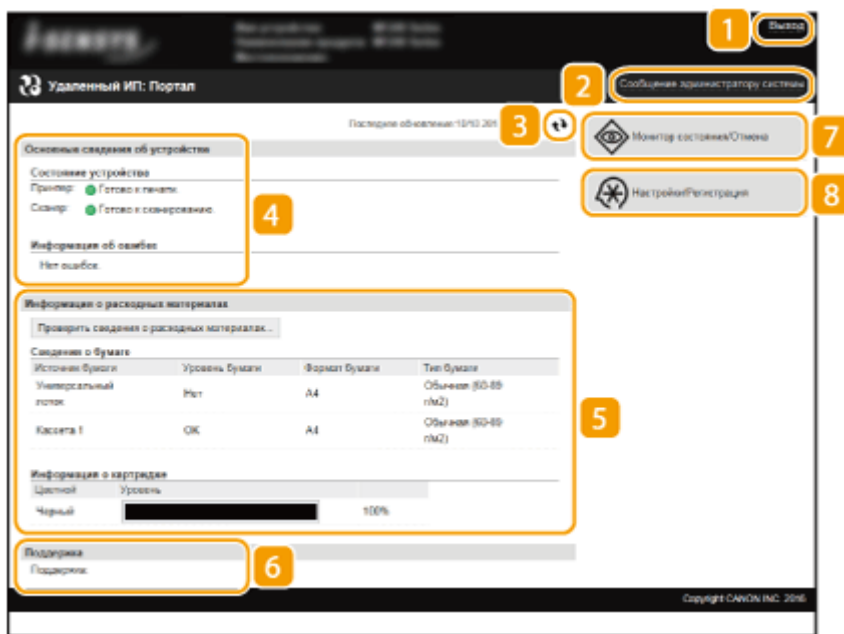 1
Выход
Удаленный ИП: Портал
2
Сообщение администратору системы
Последнее обновление:
3
Основные сведения об устройстве
Состояние устройства
Принтер: Готово к печати.
Сканер: Готово к сканированию.
4
Информация об ошибке
Нет ошибок.
7
Монитор состояния/Отмена
8
Настройки/Регистрация
Информация о расходных материалах
Проверить сведения о расходных материалах...
Сведения о бумаге
Источник бумаги Уровень бумаги Формат бумаги Тип бумаги
Универсальный лоток Нет A4 Обычная (60-89 г/м2)
Кассета 1 OK A4 Обычная (60-89 г/м2)
5
Информация о картридже
Цветной Уровень
Черный 100%
Поддержка
Поддержка:
6
Copyright CANON INC. 2016